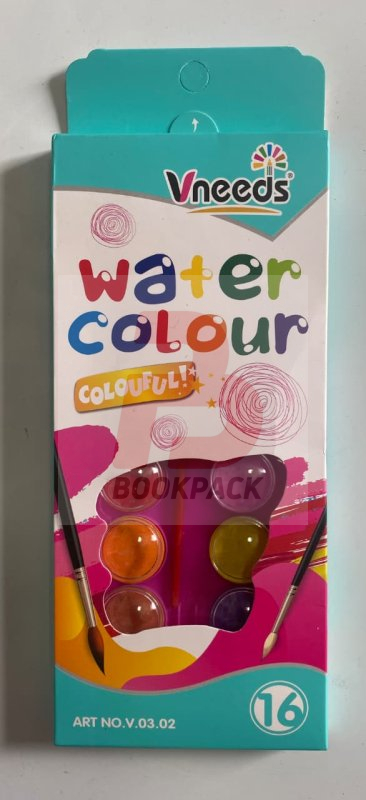 Vneeds®
water
colour
COLOUFUL!
BOOKPACK
ART NO.V.03.02
16